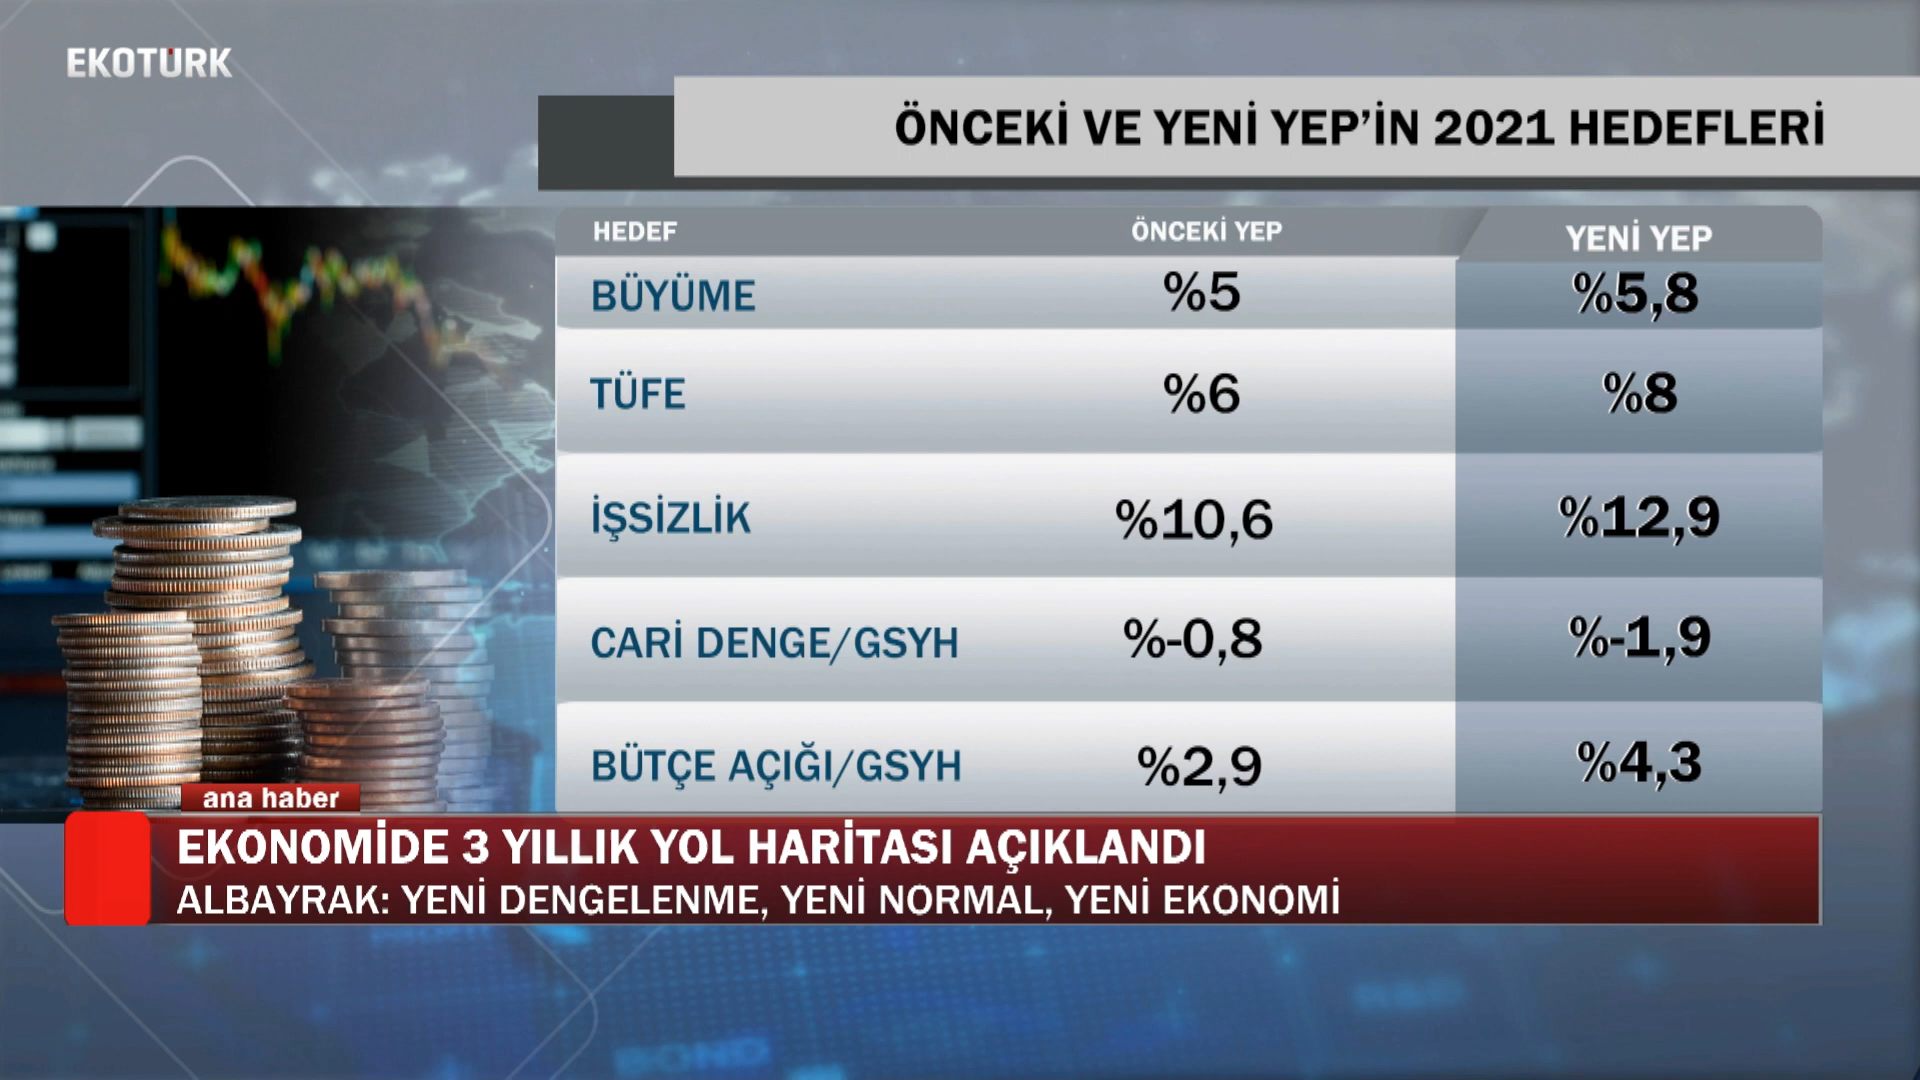 EKOTÜRK
ÖNCEKİ VE YENİ YEP'İN 2021 HEDEFLERİ
HEDEF ÖNCEKİ YEP YENİ YEP
BÜYÜME %5 %5,8
TÜFE %6 %8
İŞSİZLİK %10,6 %12,9
CARİ DENGE/GSYH %-0,8 %-1,9
BÜTÇE AÇIĞI/GSYH %2,9 %4,3
ana haber
EKONOMİDE 3 YILLIK YOL HARİTASI AÇIKLANDI
ALBAYRAK: YENİ DENGELENME, YENİ NORMAL, YENİ EKONOMİ
BOND